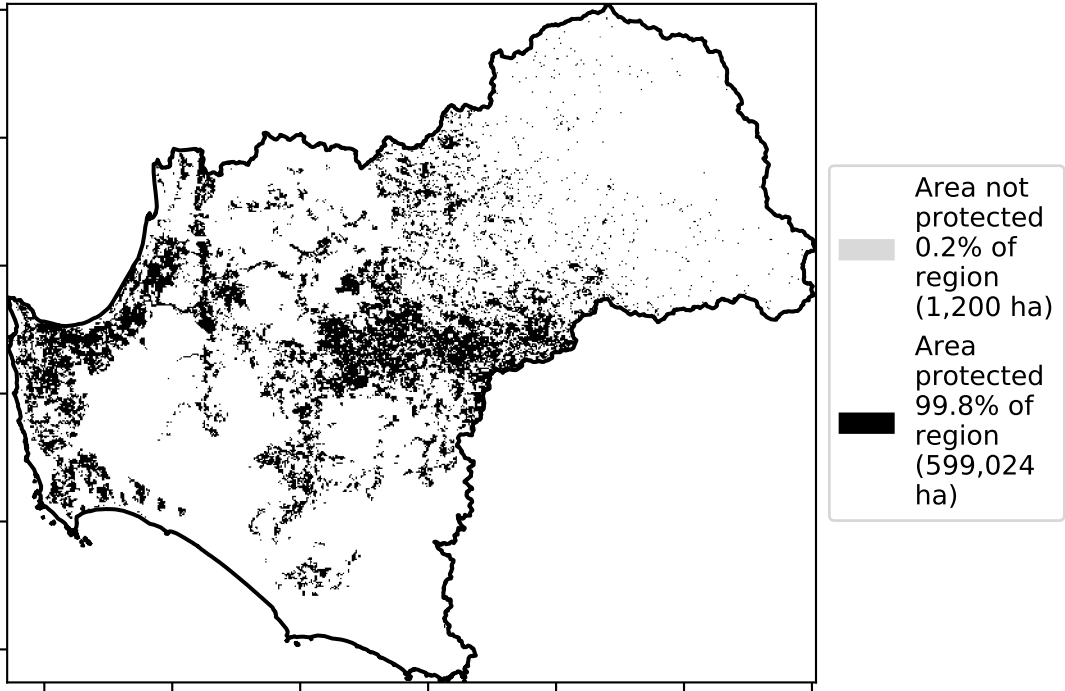 Area not
protected
0.2% of
region
(1,200 ha)
Area
protected
99.8% of
region
(599,024
ha)